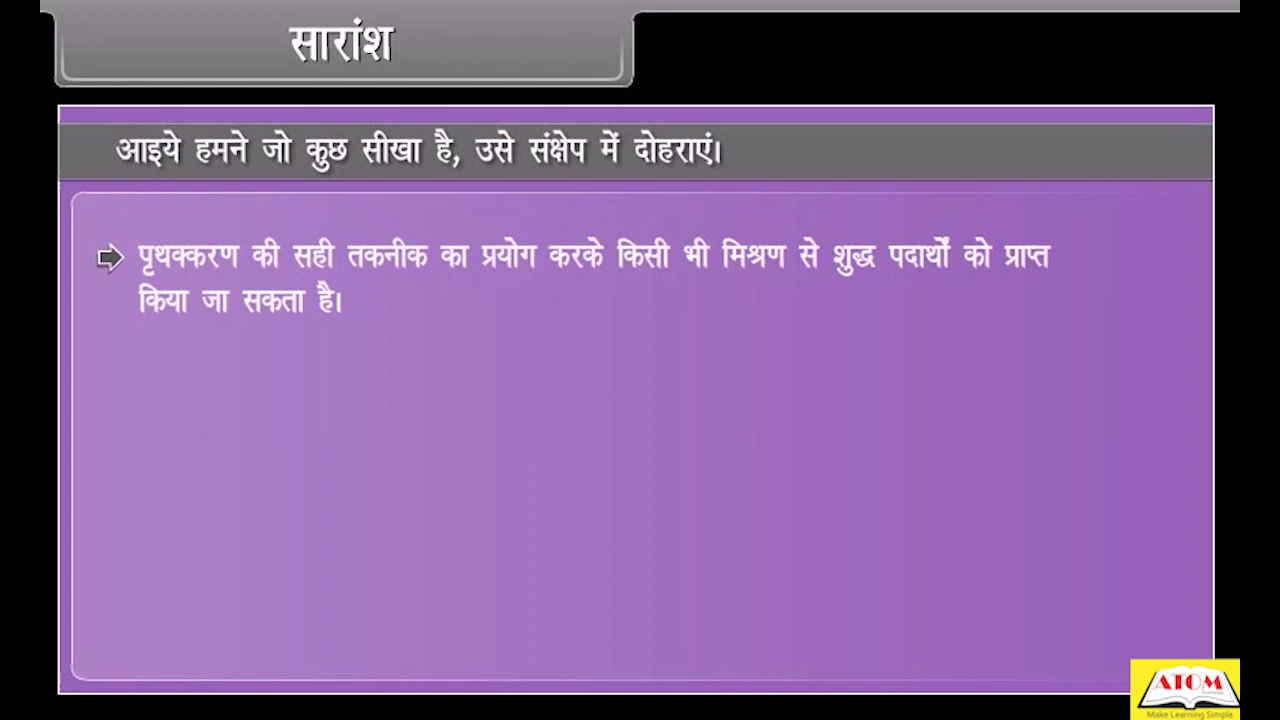 सारांश
आइये हमने जो कुछ सीखा है, उसे संक्षेप में दोहराएं।
पृथक्करण की सही तकनीक का प्रयोग करके किसी भी मिश्रण से शुद्ध पदार्थों को प्राप्त
किया जा सकता है।
ATOM
Make Learning Simple